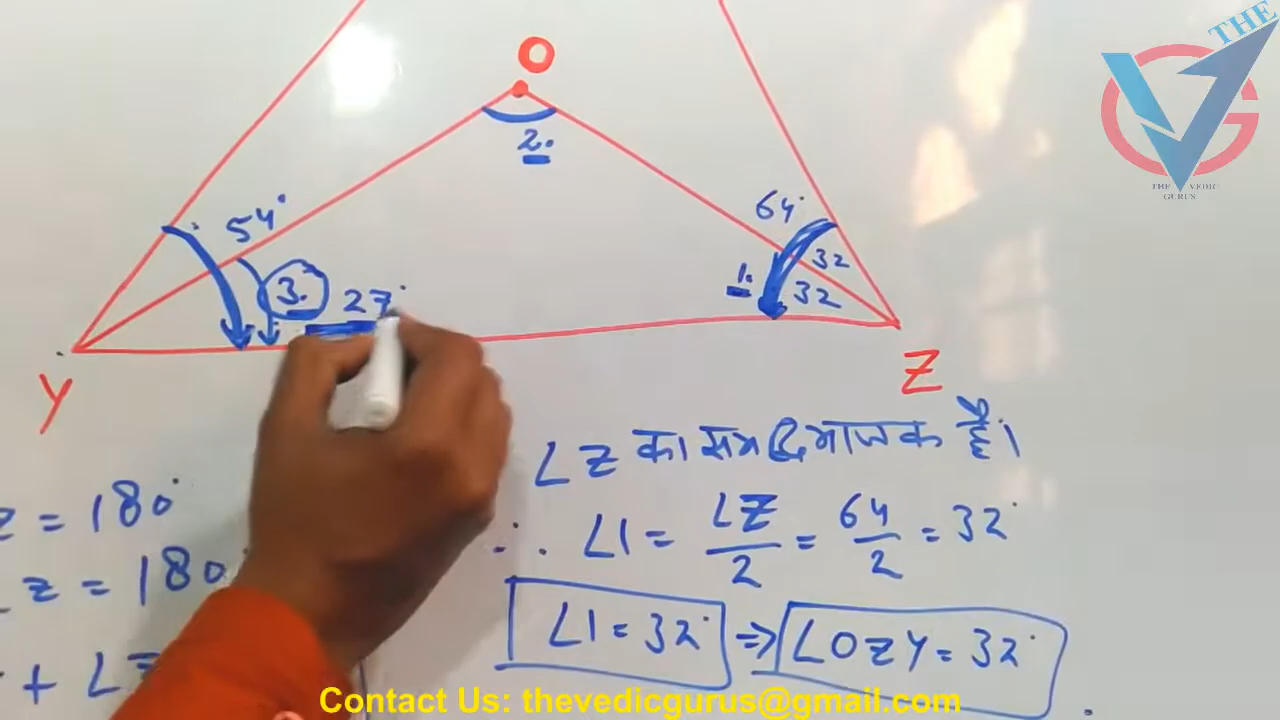 O
2.
54°
3. 27°
64°
1.
32
32
Y
Z
∠Z का समद्विभाजक है।
∴ ∠1 = ∠Z/2 = 64/2 = 32°
∠1 = 32° ⇒ ∠OZY = 32°
Z = 180°
Z = 180°
+ ∠Z
THE
VG
THE VEDIC
GURUS
Contact Us: thevedicgurus@gmail.com